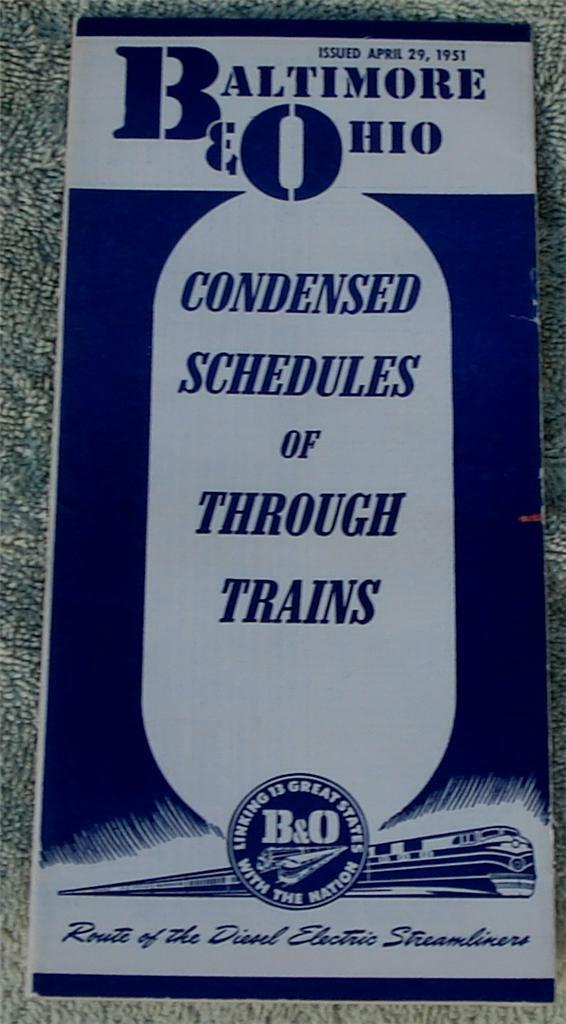 ISSUED APRIL 29, 1951
BALTIMORE
& OHIO
CONDENSED
SCHEDULES
OF
THROUGH
TRAINS
LINKING 13 GREAT STATES
B&O
WITH THE NATION
Route of the Diesel Electric Streamliners